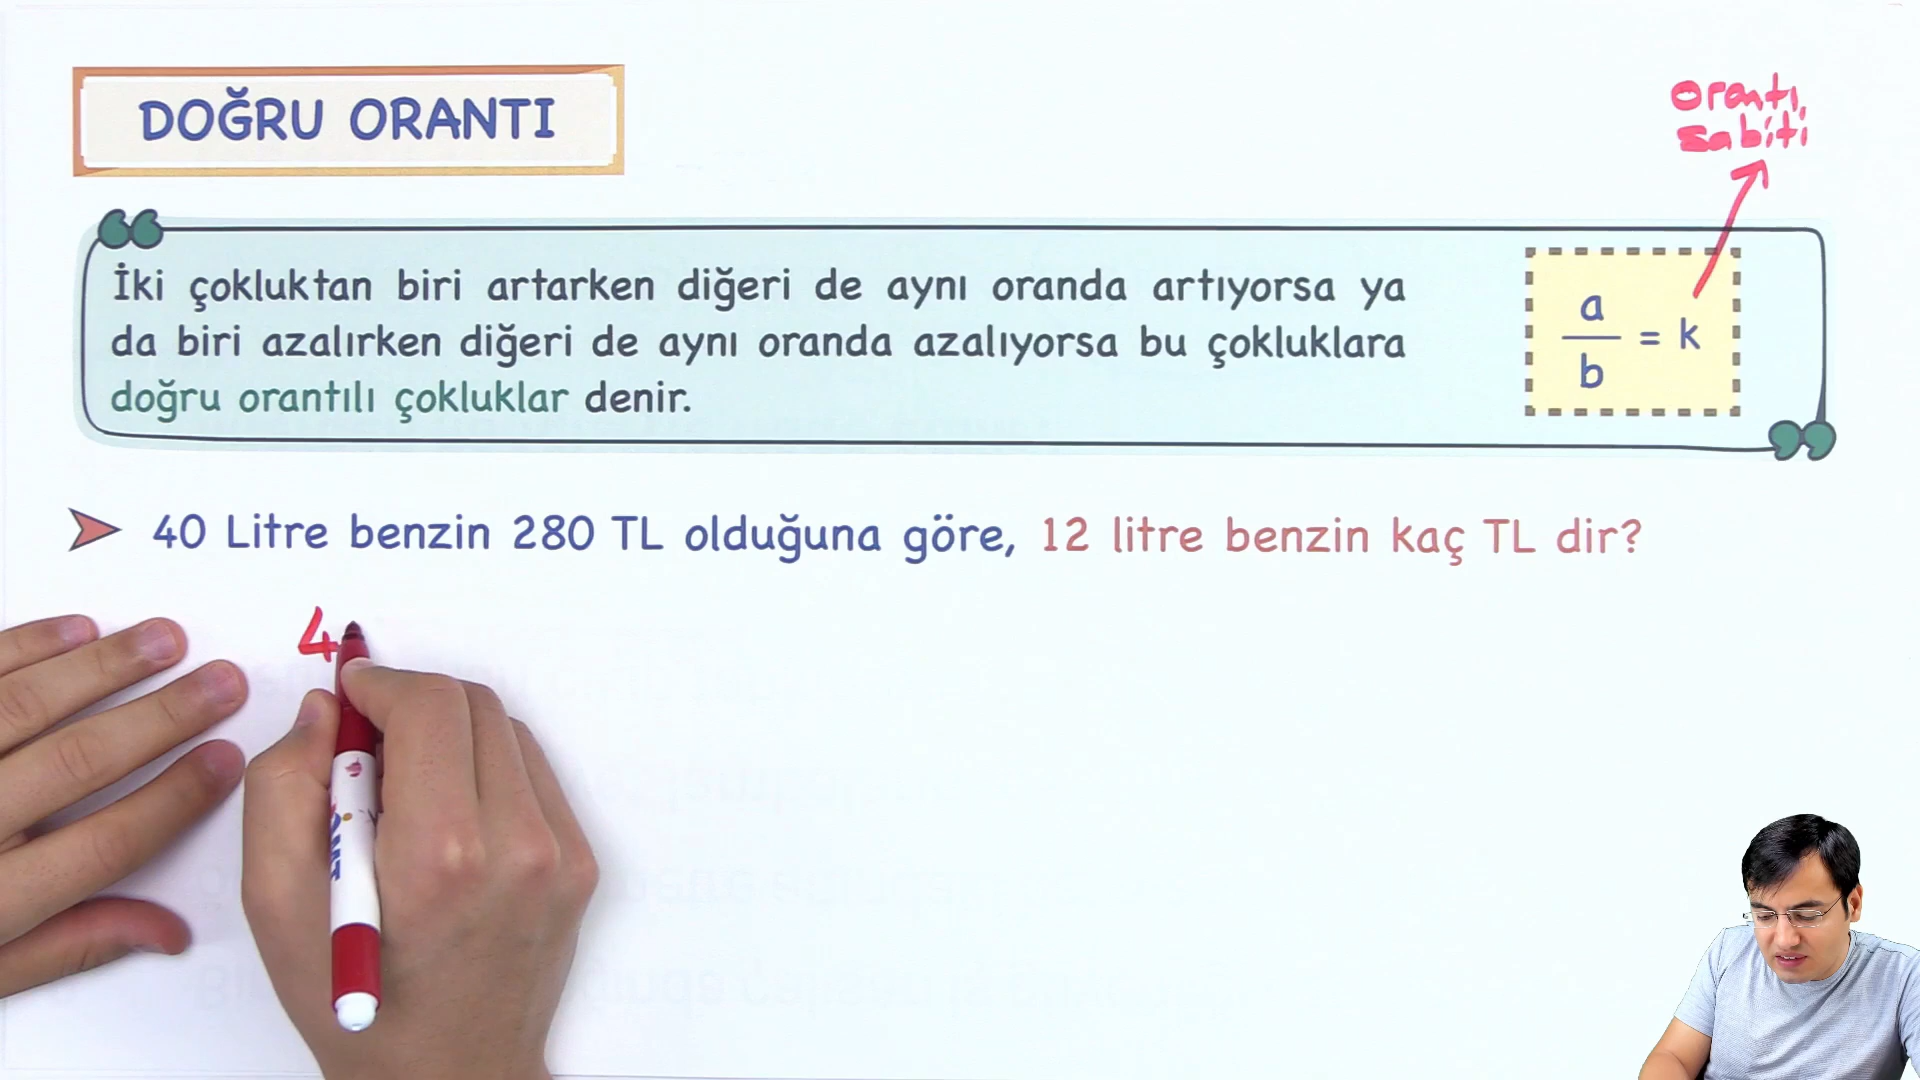 DOĞRU ORANTI
orantı
sabiti
İki çokluktan biri artarken diğeri de aynı oranda artıyorsa ya
da biri azalırken diğeri de aynı oranda azalıyorsa bu çokluklara
doğru orantılı çokluklar denir.
a
b
= k
40 Litre benzin 280 TL olduğuna göre, 12 litre benzin kaç TL dir?
4